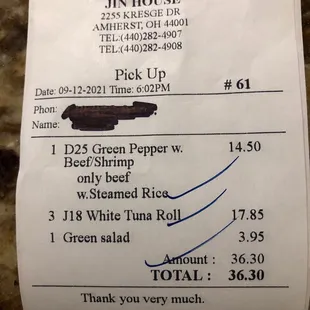 JIN HOUSE
2255 KRESGE DR
AMHERST, OH 44001
TEL:(440)282-4907
TEL:(440)282-4908
Pick Up
Date: 09-12-2021 Time: 6:02PM # 61
Phon:
Name:
1 D25 Green Pepper w. 14.50
Beef/Shrimp
only beef
w.Steamed Rice
3 J18 White Tuna Roll 17.85
1 Green salad 3.95
Amount : 36.30
TOTAL : 36.30
Thank you very much.